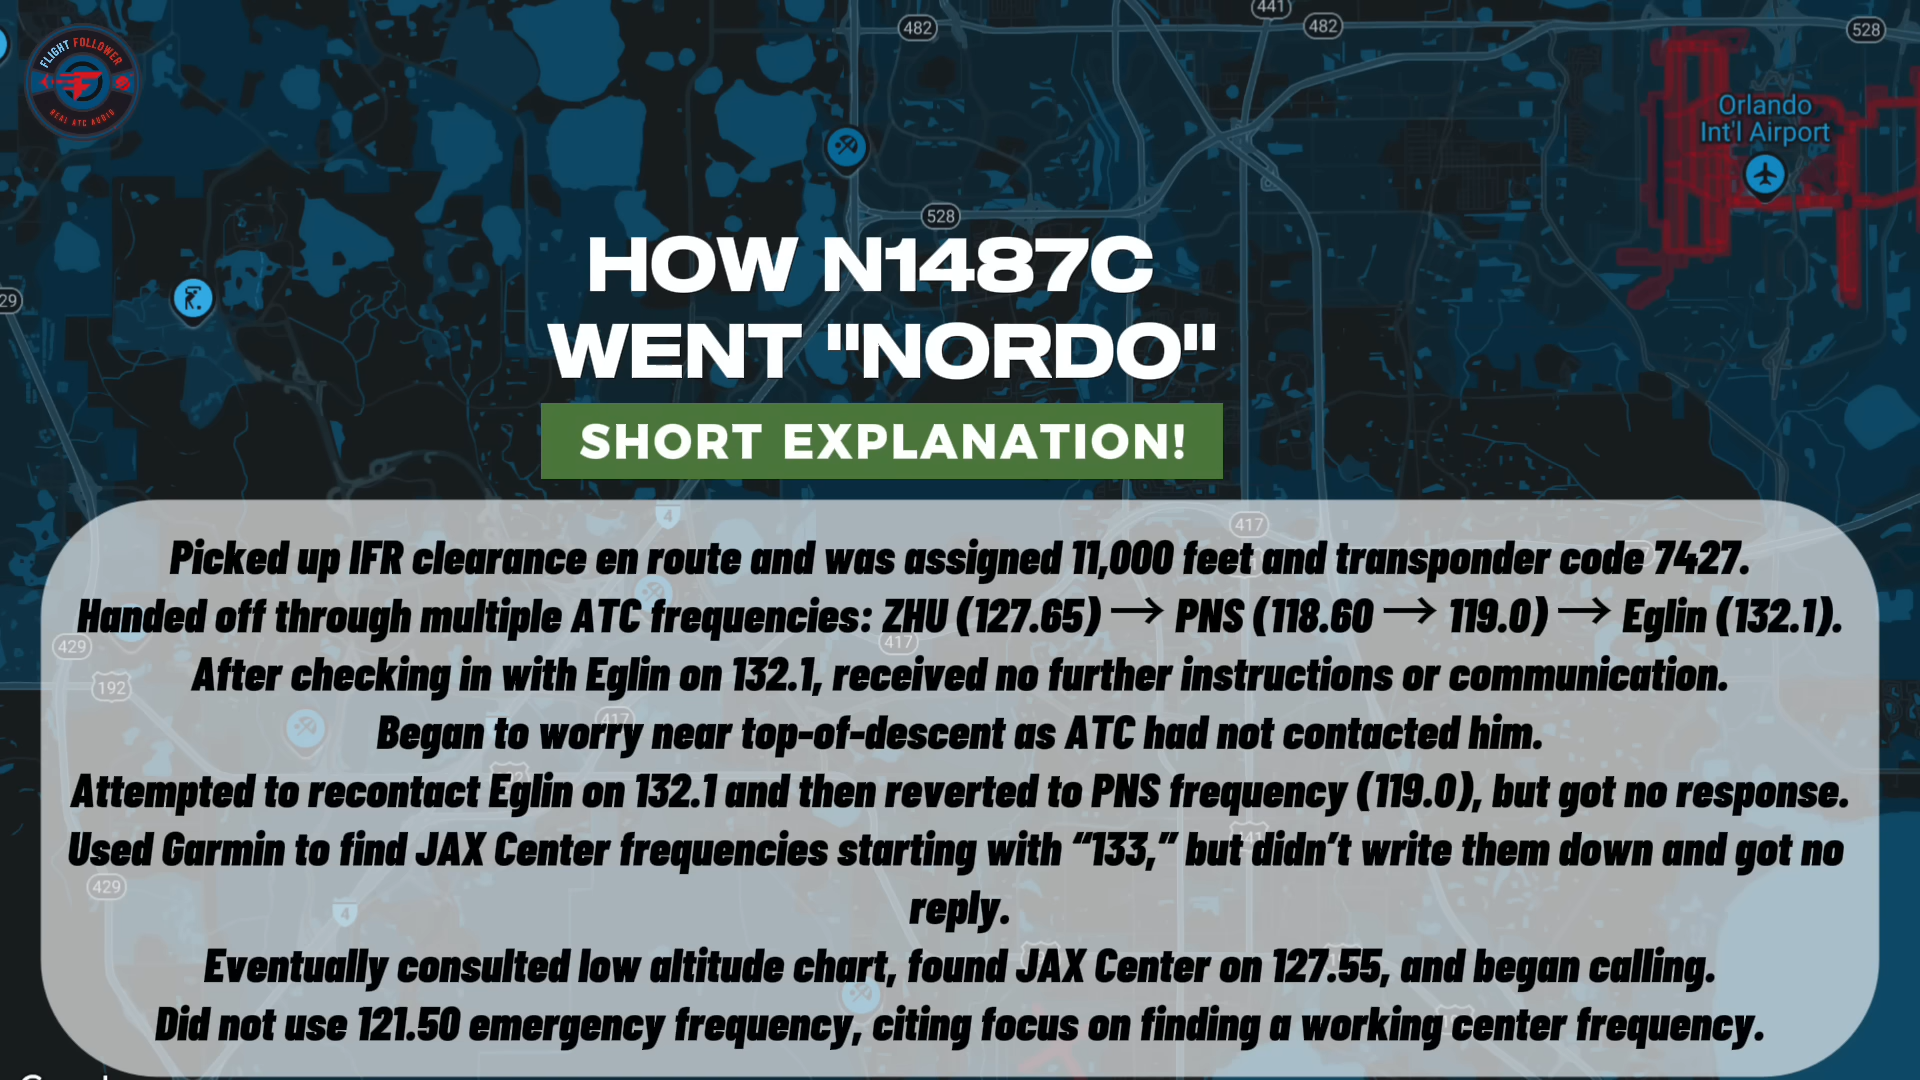 FLIGHT FOLLOWER
REAL ATC AUDIO
482
441
482
528
Orlando
Int'l Airport
528
29
HOW N1487C
WENT "NORDO"
SHORT EXPLANATION!
4
417
Picked up IFR clearance en route and was assigned 11,000 feet and transponder code 7427.
Handed off through multiple ATC frequencies: ZHU (127.65) → PNS (118.60 → 119.0) → Eglin (132.1).
429
417
After checking in with Eglin on 132.1, received no further instructions or communication.
192
417
Began to worry near top-of-descent as ATC had not contacted him.
Attempted to recontact Eglin on 132.1 and then reverted to PNS frequency (119.0), but got no response.
Used Garmin to find JAX Center frequencies starting with “133,” but didn’t write them down and got no
reply.
429
4
Eventually consulted low altitude chart, found JAX Center on 127.55, and began calling.
Did not use 121.50 emergency frequency, citing focus on finding a working center frequency.